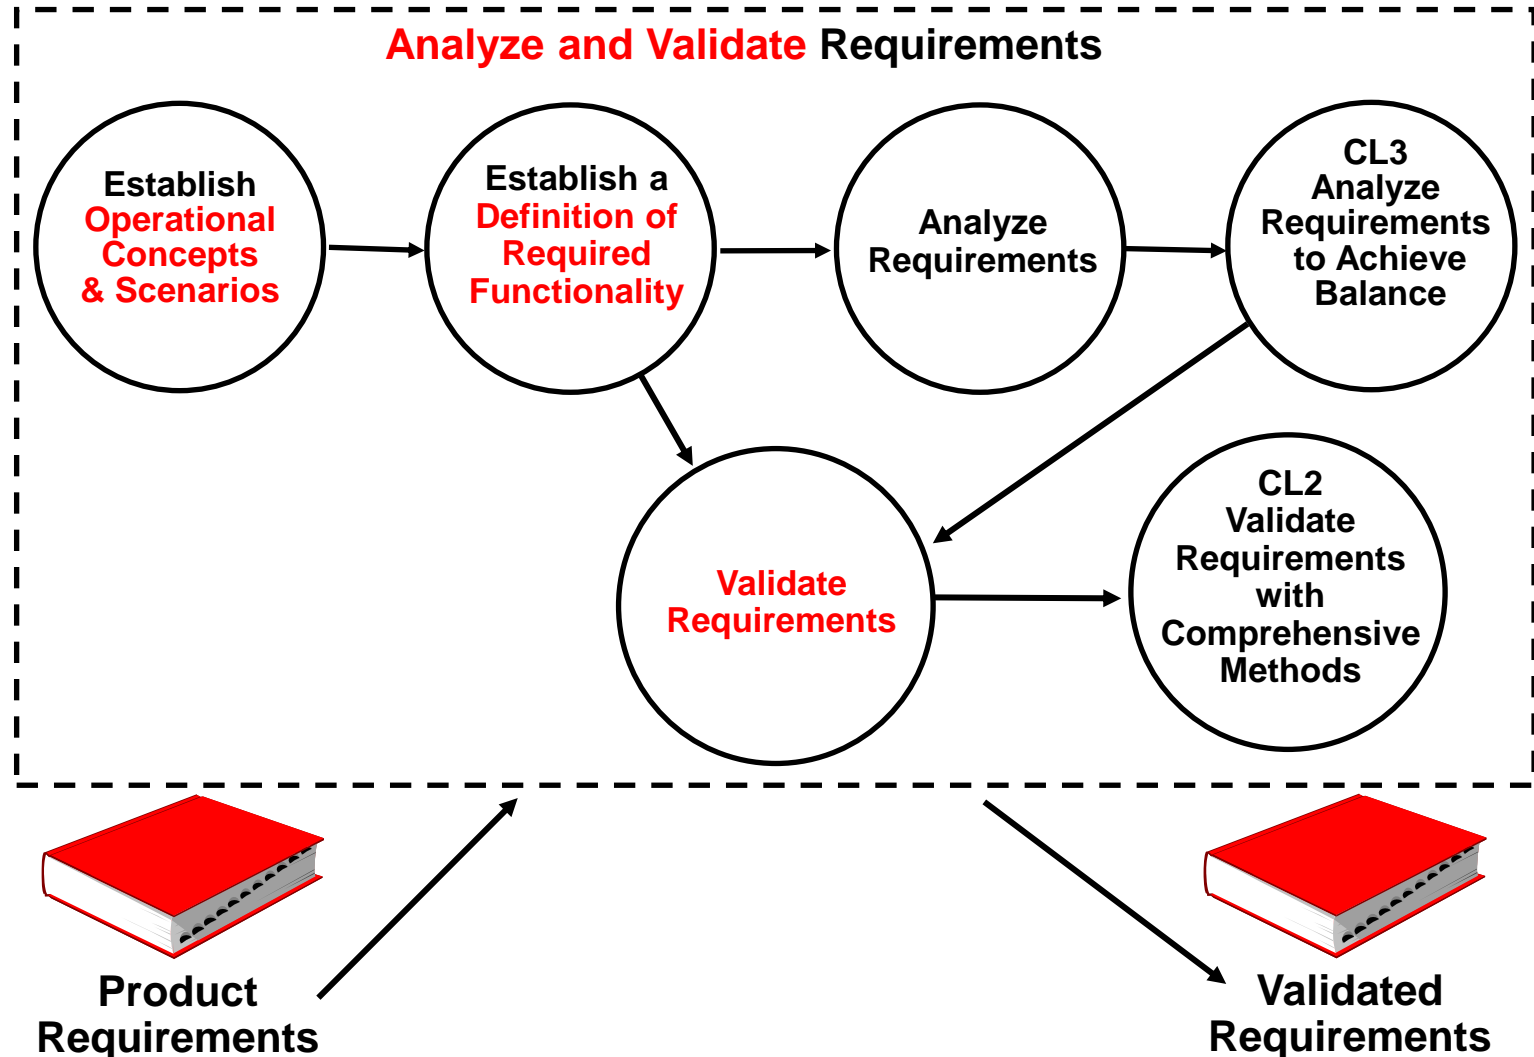 Analyze and Validate Requirements
Establish
Operational
Concepts
& Scenarios
Establish a
Definition of
Required
Functionality
Analyze
Requirements
CL3
Analyze
Requirements
to Achieve
Balance
Validate
Requirements
CL2
Validate
Requirements
with
Comprehensive
Methods
Product
Requirements
Validated
Requirements